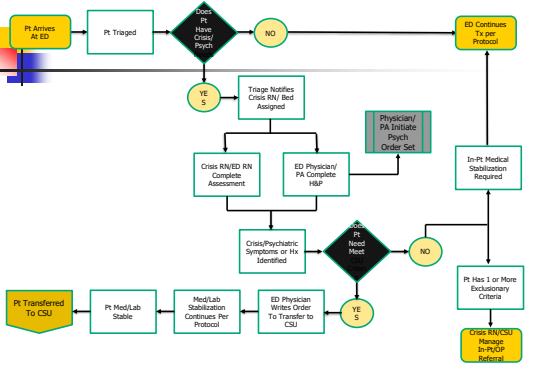 Pt Arrives
At ED
Pt Triaged
Does
Pt
Have
Crisis/
Psych
NO
ED Continues
Tx per
Protocol
YE
S
Triage Notifies
Crisis RN/ Bed
Assigned
Physician/
PA Initiate
Psych
Order Set
Crisis RN/ED RN
Complete
Assessment
ED Physician/
PA Complete
H&P
In-Pt Medical
Stabilization
Required
Crisis/Psychiatric
Symptoms or Hx
Identified
Does
Pt
Need
Meet
NO
Pt Has 1 or More
Exclusionary
Criteria
Pt Transferred
To CSU
Pt Med/Lab
Stable
Med/Lab
Stabilization
Continues Per
Protocol
ED Physician
Writes Order
To Transfer to
CSU
YE
S
Crisis RN/CSU
Manage
In-Pt/OP
Referral